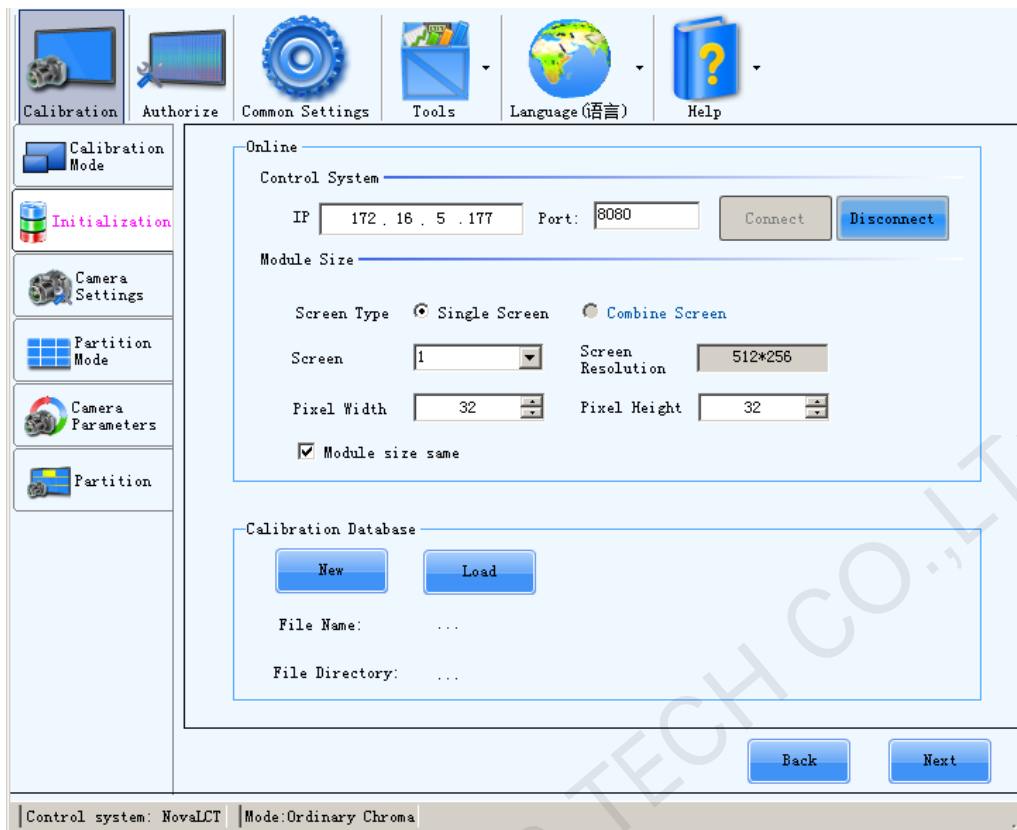 Calibration Authorize Common Settings Tools Language(语言) Help
Calibration
Mode
Initialization
Camera
Settings
Partition
Mode
Camera
Parameters
Partition
Online
Control System
IP 172 . 16 . 5 . 177 Port: 8080 Connect Disconnect
Module Size
Screen Type Single Screen Combine Screen
Screen 1 Screen
Resolution 512*256
Pixel Width 32 Pixel Height 32
Module size same
Calibration Database
New Load
File Name: ...
File Directory: ...
Back Next
Control system: NovaLCT Mode:Ordinary Chroma
TECH CO.,LT